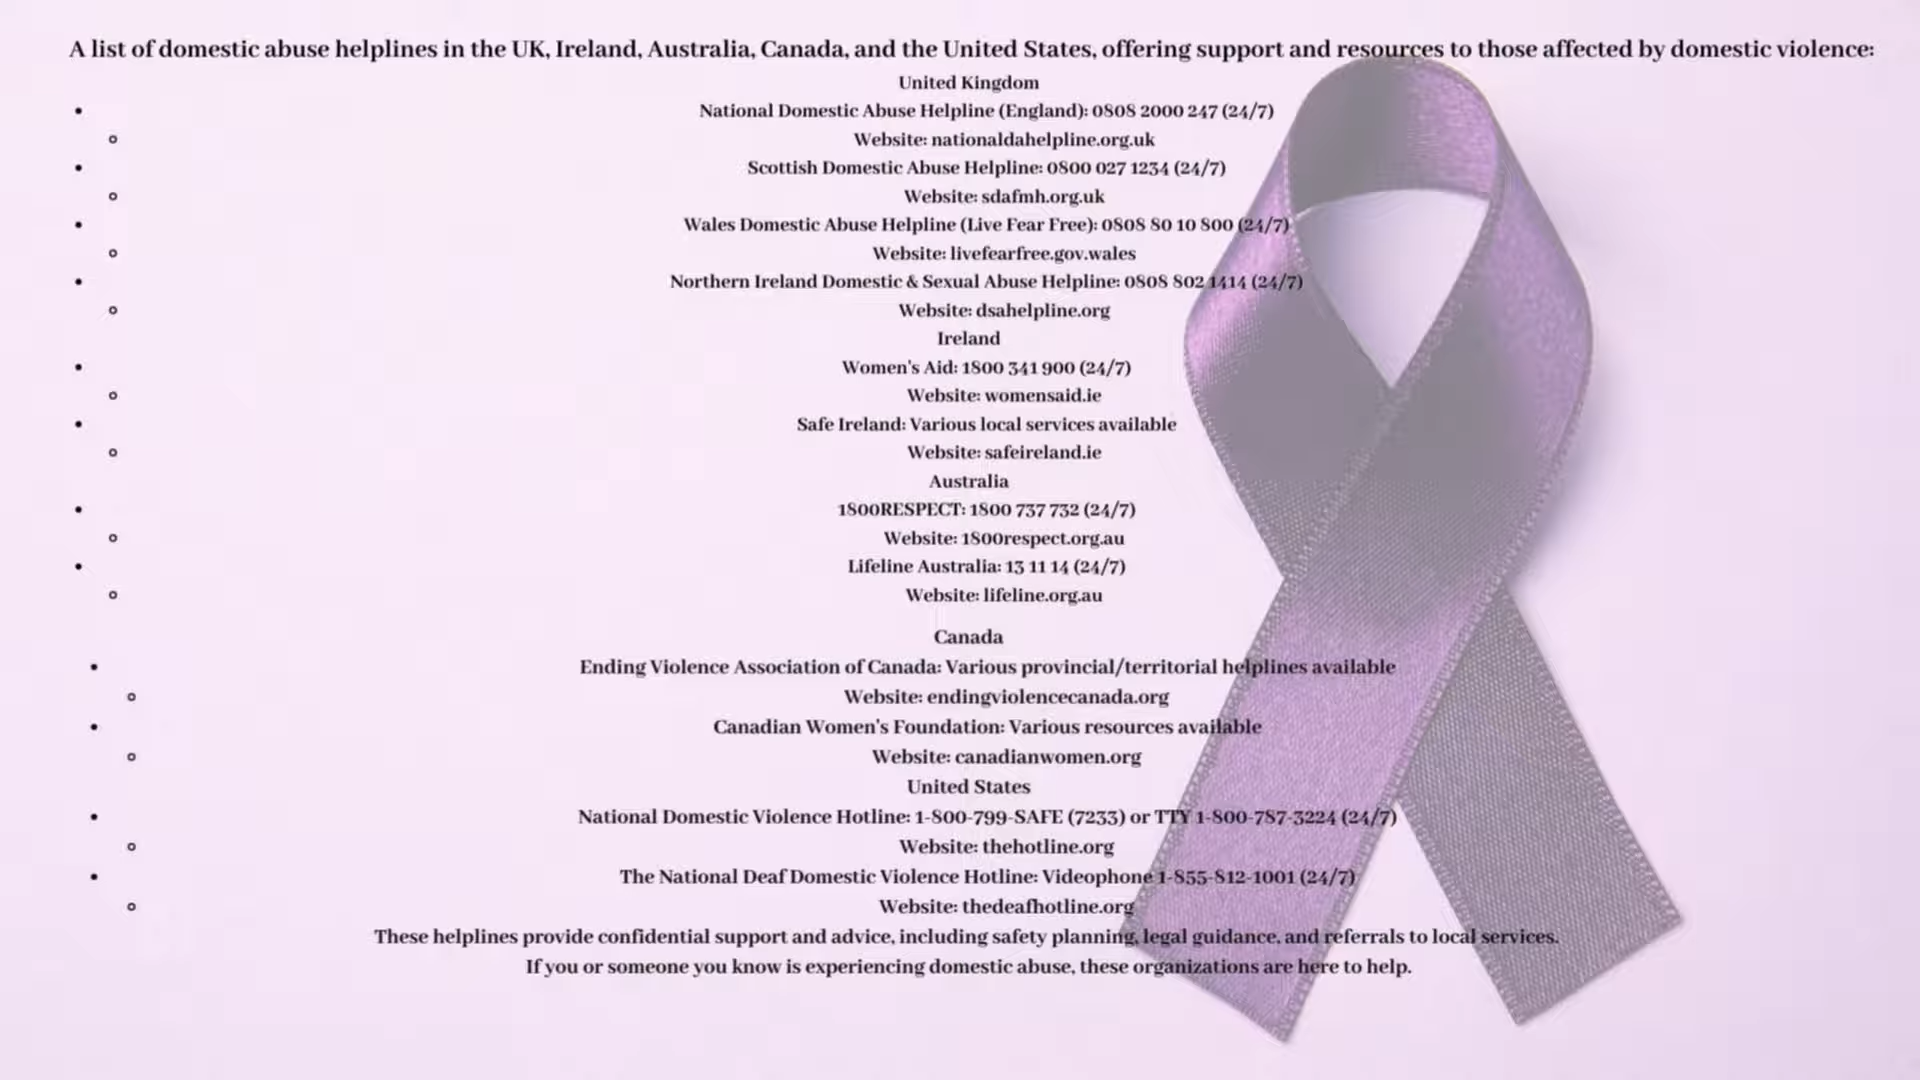 A list of domestic abuse helplines in the UK, Ireland, Australia, Canada, and the United States, offering support and resources to those affected by domestic violence:
United Kingdom
National Domestic Abuse Helpline (England): 0808 2000 247 (24/7)
Website: nationaldahelpline.org.uk
Scottish Domestic Abuse Helpline: 0800 027 1234 (24/7)
Website: sdafmh.org.uk
Wales Domestic Abuse Helpline (Live Fear Free): 0808 80 10 800 (24/7)
Website: livefearfree.gov.wales
Northern Ireland Domestic & Sexual Abuse Helpline: 0808 802 1414 (24/7)
Website: dsahelpline.org
Ireland
Women's Aid: 1800 341 900 (24/7)
Website: womensaid.ie
Safe Ireland: Various local services available
Website: safeireland.ie
Australia
1800RESPECT: 1800 737 732 (24/7)
Website: 1800respect.org.au
Lifeline Australia: 13 11 14 (24/7)
Website: lifeline.org.au
Canada
Ending Violence Association of Canada: Various provincial/territorial helplines available
Website: endingviolencecanada.org
Canadian Women's Foundation: Various resources available
Website: canadianwomen.org
United States
National Domestic Violence Hotline: 1-800-799-SAFE (7233) or TTY 1-800-787-3224 (24/7)
Website: thehotline.org
The National Deaf Domestic Violence Hotline: Videophone 1-855-812-1001 (24/7)
Website: thedeafhotline.org
These helplines provide confidential support and advice, including safety planning, legal guidance, and referrals to local services.
If you or someone you know is experiencing domestic abuse, these organizations are here to help.